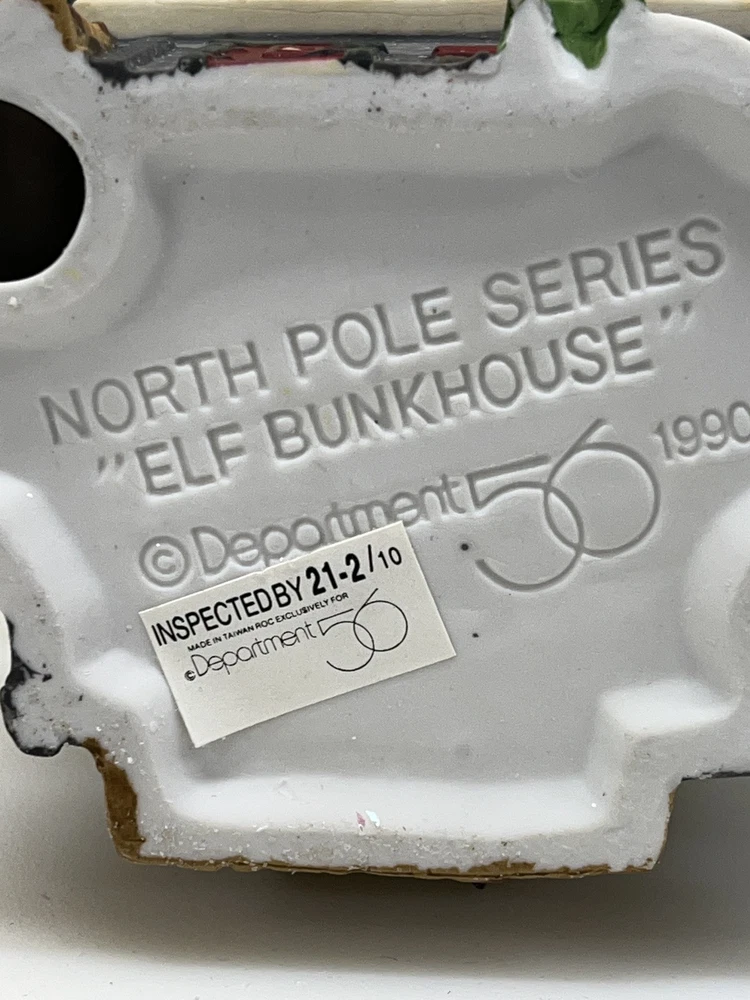 NORTH POLE SERIES
"ELF BUNKHOUSE"
©Department 56 1990
INSPECTED BY 21-2/10
MADE IN TAIWAN ROC EXCLUSIVELY FOR
©Department 56